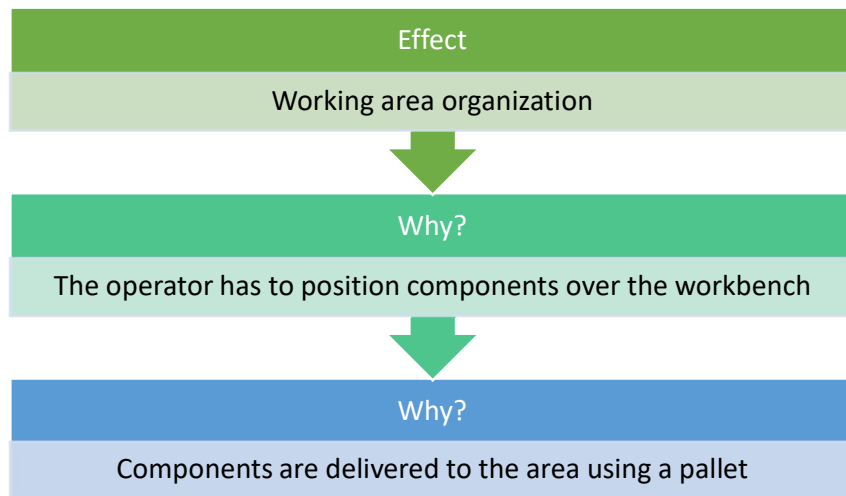 Effect
Working area organization
Why?
The operator has to position components over the workbench
Why?
Components are delivered to the area using a pallet